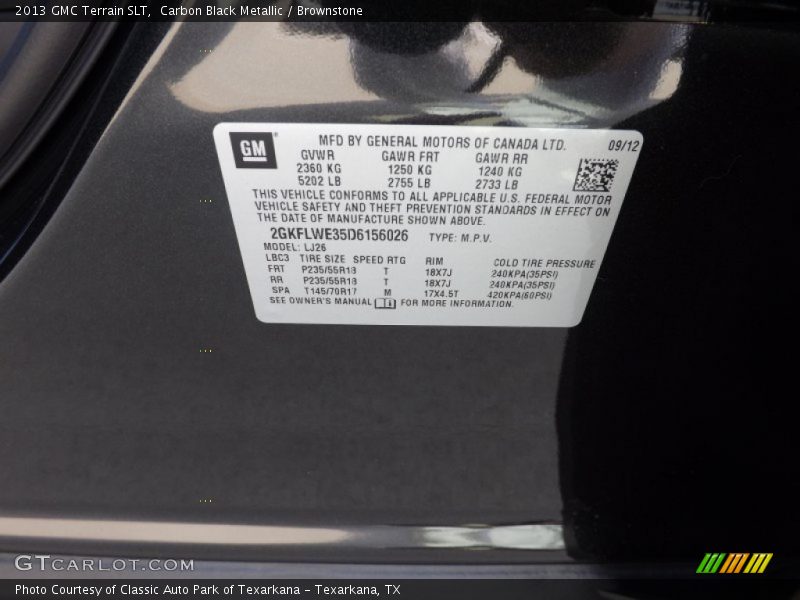 2013 GMC Terrain SLT,  Carbon Black Metallic / Brownstone
GM
MFD BY GENERAL MOTORS OF CANADA LTD. 09/12
GVWR GAWR FRT GAWR RR
2360 KG 1250 KG 1240 KG
5202 LB 2755 LB 2733 LB
THIS VEHICLE CONFORMS TO ALL APPLICABLE U.S. FEDERAL MOTOR
VEHICLE SAFETY AND THEFT PREVENTION STANDARDS IN EFFECT ON
THE DATE OF MANUFACTURE SHOWN ABOVE.
2GKFLWE35D6156026 TYPE: M.P.V.
MODEL: LJ26
LBC3 TIRE SIZE SPEED RTG RIM COLD TIRE PRESSURE
FRT P235/55R18 T 18X7J 240KPA(35PSI)
RR P235/55R18 T 18X7J 240KPA(35PSI)
SPA T145/70R17 M 17X4.5T 420KPA(60PSI)
SEE OWNER'S MANUAL FOR MORE INFORMATION.
GTCARLOT.COM
Photo Courtesy of Classic Auto Park of Texarkana - Texarkana, TX